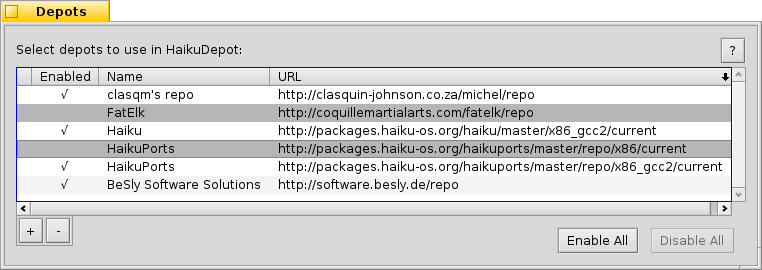 Depots
Select depots to use in HaikuDepot:
?
Enabled Name URL
√ clasqm's repo http://clasquin-johnson.co.za/michel/repo
FatElk http://coquillemartialarts.com/fatelk/repo
√ Haiku http://packages.haiku-os.org/haiku/master/x86_gcc2/current
HaikuPorts http://packages.haiku-os.org/haikuports/master/repo/x86/current
√ HaikuPorts http://packages.haiku-os.org/haikuports/master/repo/x86_gcc2/current
√ BeSly Software Solutions http://software.besly.de/repo
+ -
Enable All Disable All